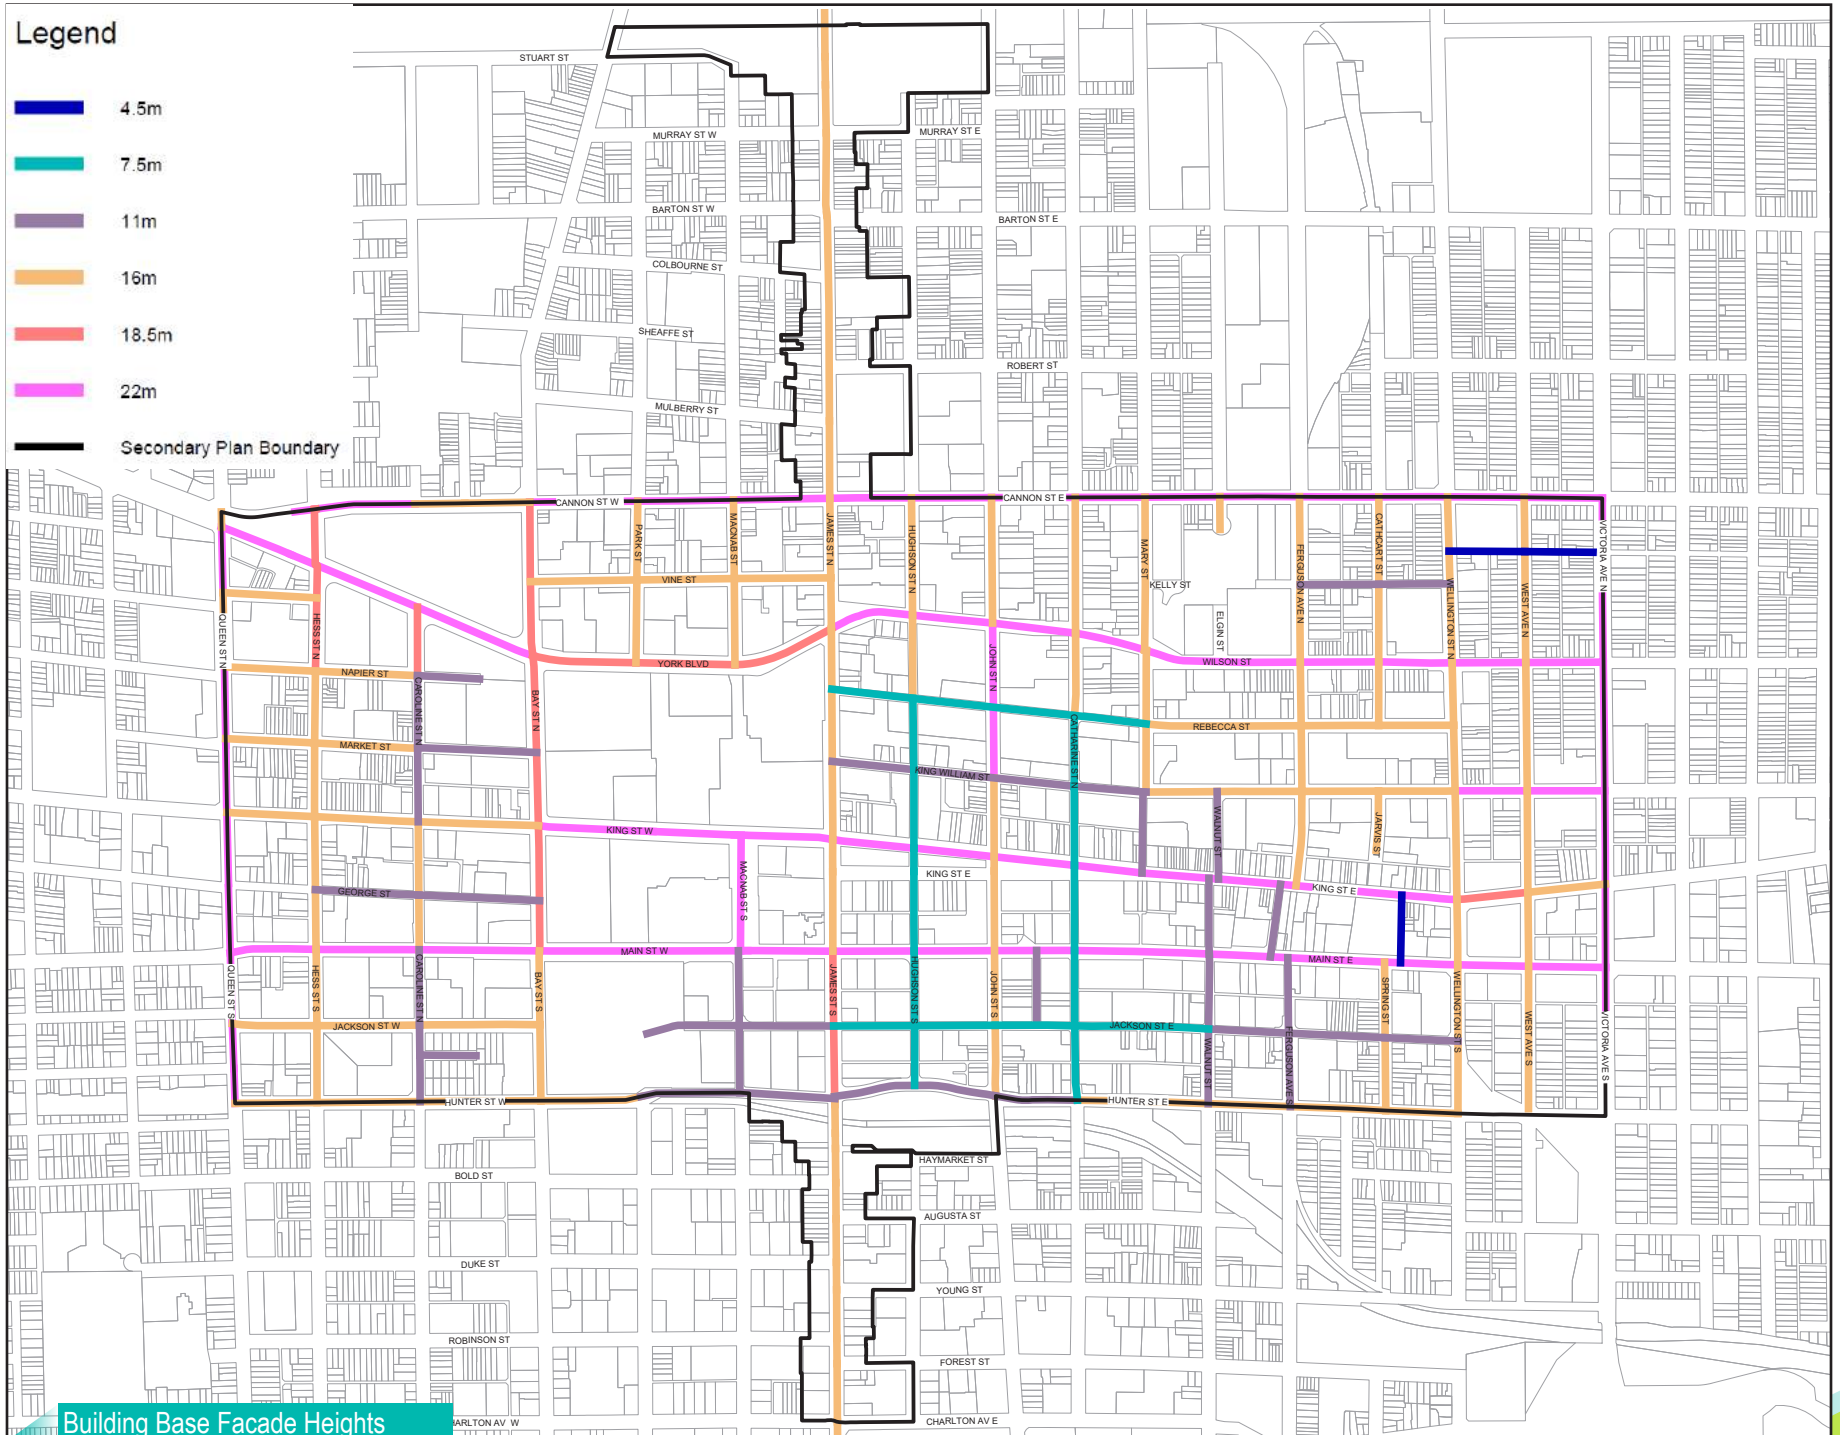 Legend
4.5m
7.5m
11m
16m
18.5m
22m
Secondary Plan Boundary
STUART ST
MURRAY ST W
MURRAY ST E
BARTON ST W
BARTON ST E
COLBOURNE ST
SHEAFFE ST
ROBERT ST
MULBERRY ST
CANNON ST W
CANNON ST E
PARK ST
MACNAB ST
JAMES ST N
HUGHSON ST N
MARY ST
FERGUSON AVE N
CATHCART ST
VICTORIA AVE N
VINE ST
KELLY ST
WELLINGTON ST N
WEST AVE N
QUEEN ST N
HESS ST N
ELGIN ST
JOHN ST N
YORK BLVD
WILSON ST
NAPIER ST
CAROLINE ST N
BAY ST N
CATHARINE ST N
REBECCA ST
MARKET ST
KING WILLIAM ST
WALNUT ST
JARVIS ST
KING ST W
MACNAB ST S
KING ST E
KING ST E
GEORGE ST
MAIN ST W
MAIN ST E
QUEEN ST S
HESS ST S
CAROLINE ST N
BAY ST S
JAMES ST S
HUGHSON ST S
JOHN ST S
SPRING ST
WELLINGTON ST S
WEST AVE S
VICTORIA AVE S
JACKSON ST W
JACKSON ST E
WALNUT ST
FERGUSON AVE S
HUNTER ST W
HUNTER ST E
HAYMARKET ST
BOLD ST
AUGUSTA ST
DUKE ST
YOUNG ST
ROBINSON ST
FOREST ST
HARLTON AV W
CHARLTON AV E
Building Base Facade Heights